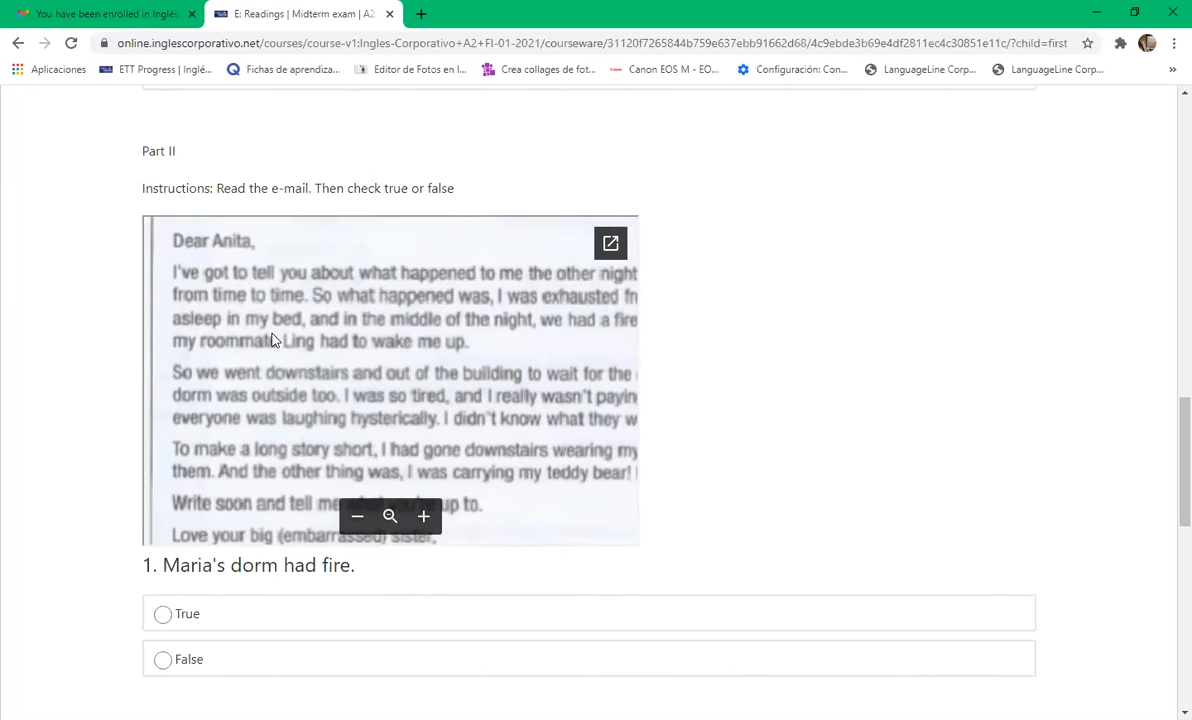 You have been enrolled in Inglés
E: Readings | Midterm exam | A2
online.inglescorporativo.net/courses/course-v1:Ingles-Corporativo+A2+FI-01-2021/courseware/31120f7265844b759e637ebb91662d68/4c9ebde3b69e4df2811ec4c30851e11c/?child=first
Aplicaciones ETT Progress | Inglé... Fichas de aprendiza... Editor de Fotos en l... Crea collages de fot... Canon EOS M - EO... Configuración: Con... LanguageLine Corp... LanguageLine Corp... »
Part II
Instructions: Read the e-mail. Then check true or false
Dear Anita,
I've got to tell you about what happened to me the other night
from time to time. So what happened was, I was exhausted fr
asleep in my bed, and in the middle of the night, we had a fire
my roommate Ling had to wake me up.
So we went downstairs and out of the building to wait for the
dorm was outside too. I was so tired, and I really wasn't payin
everyone was laughing hysterically. I didn't know what they w
To make a long story short, I had gone downstairs wearing my
them. And the other thing was, I was carrying my teddy bear!
Write soon and tell me what you're up to.
Love your big (embarrassed) sister,
1. Maria's dorm had fire.
True
False